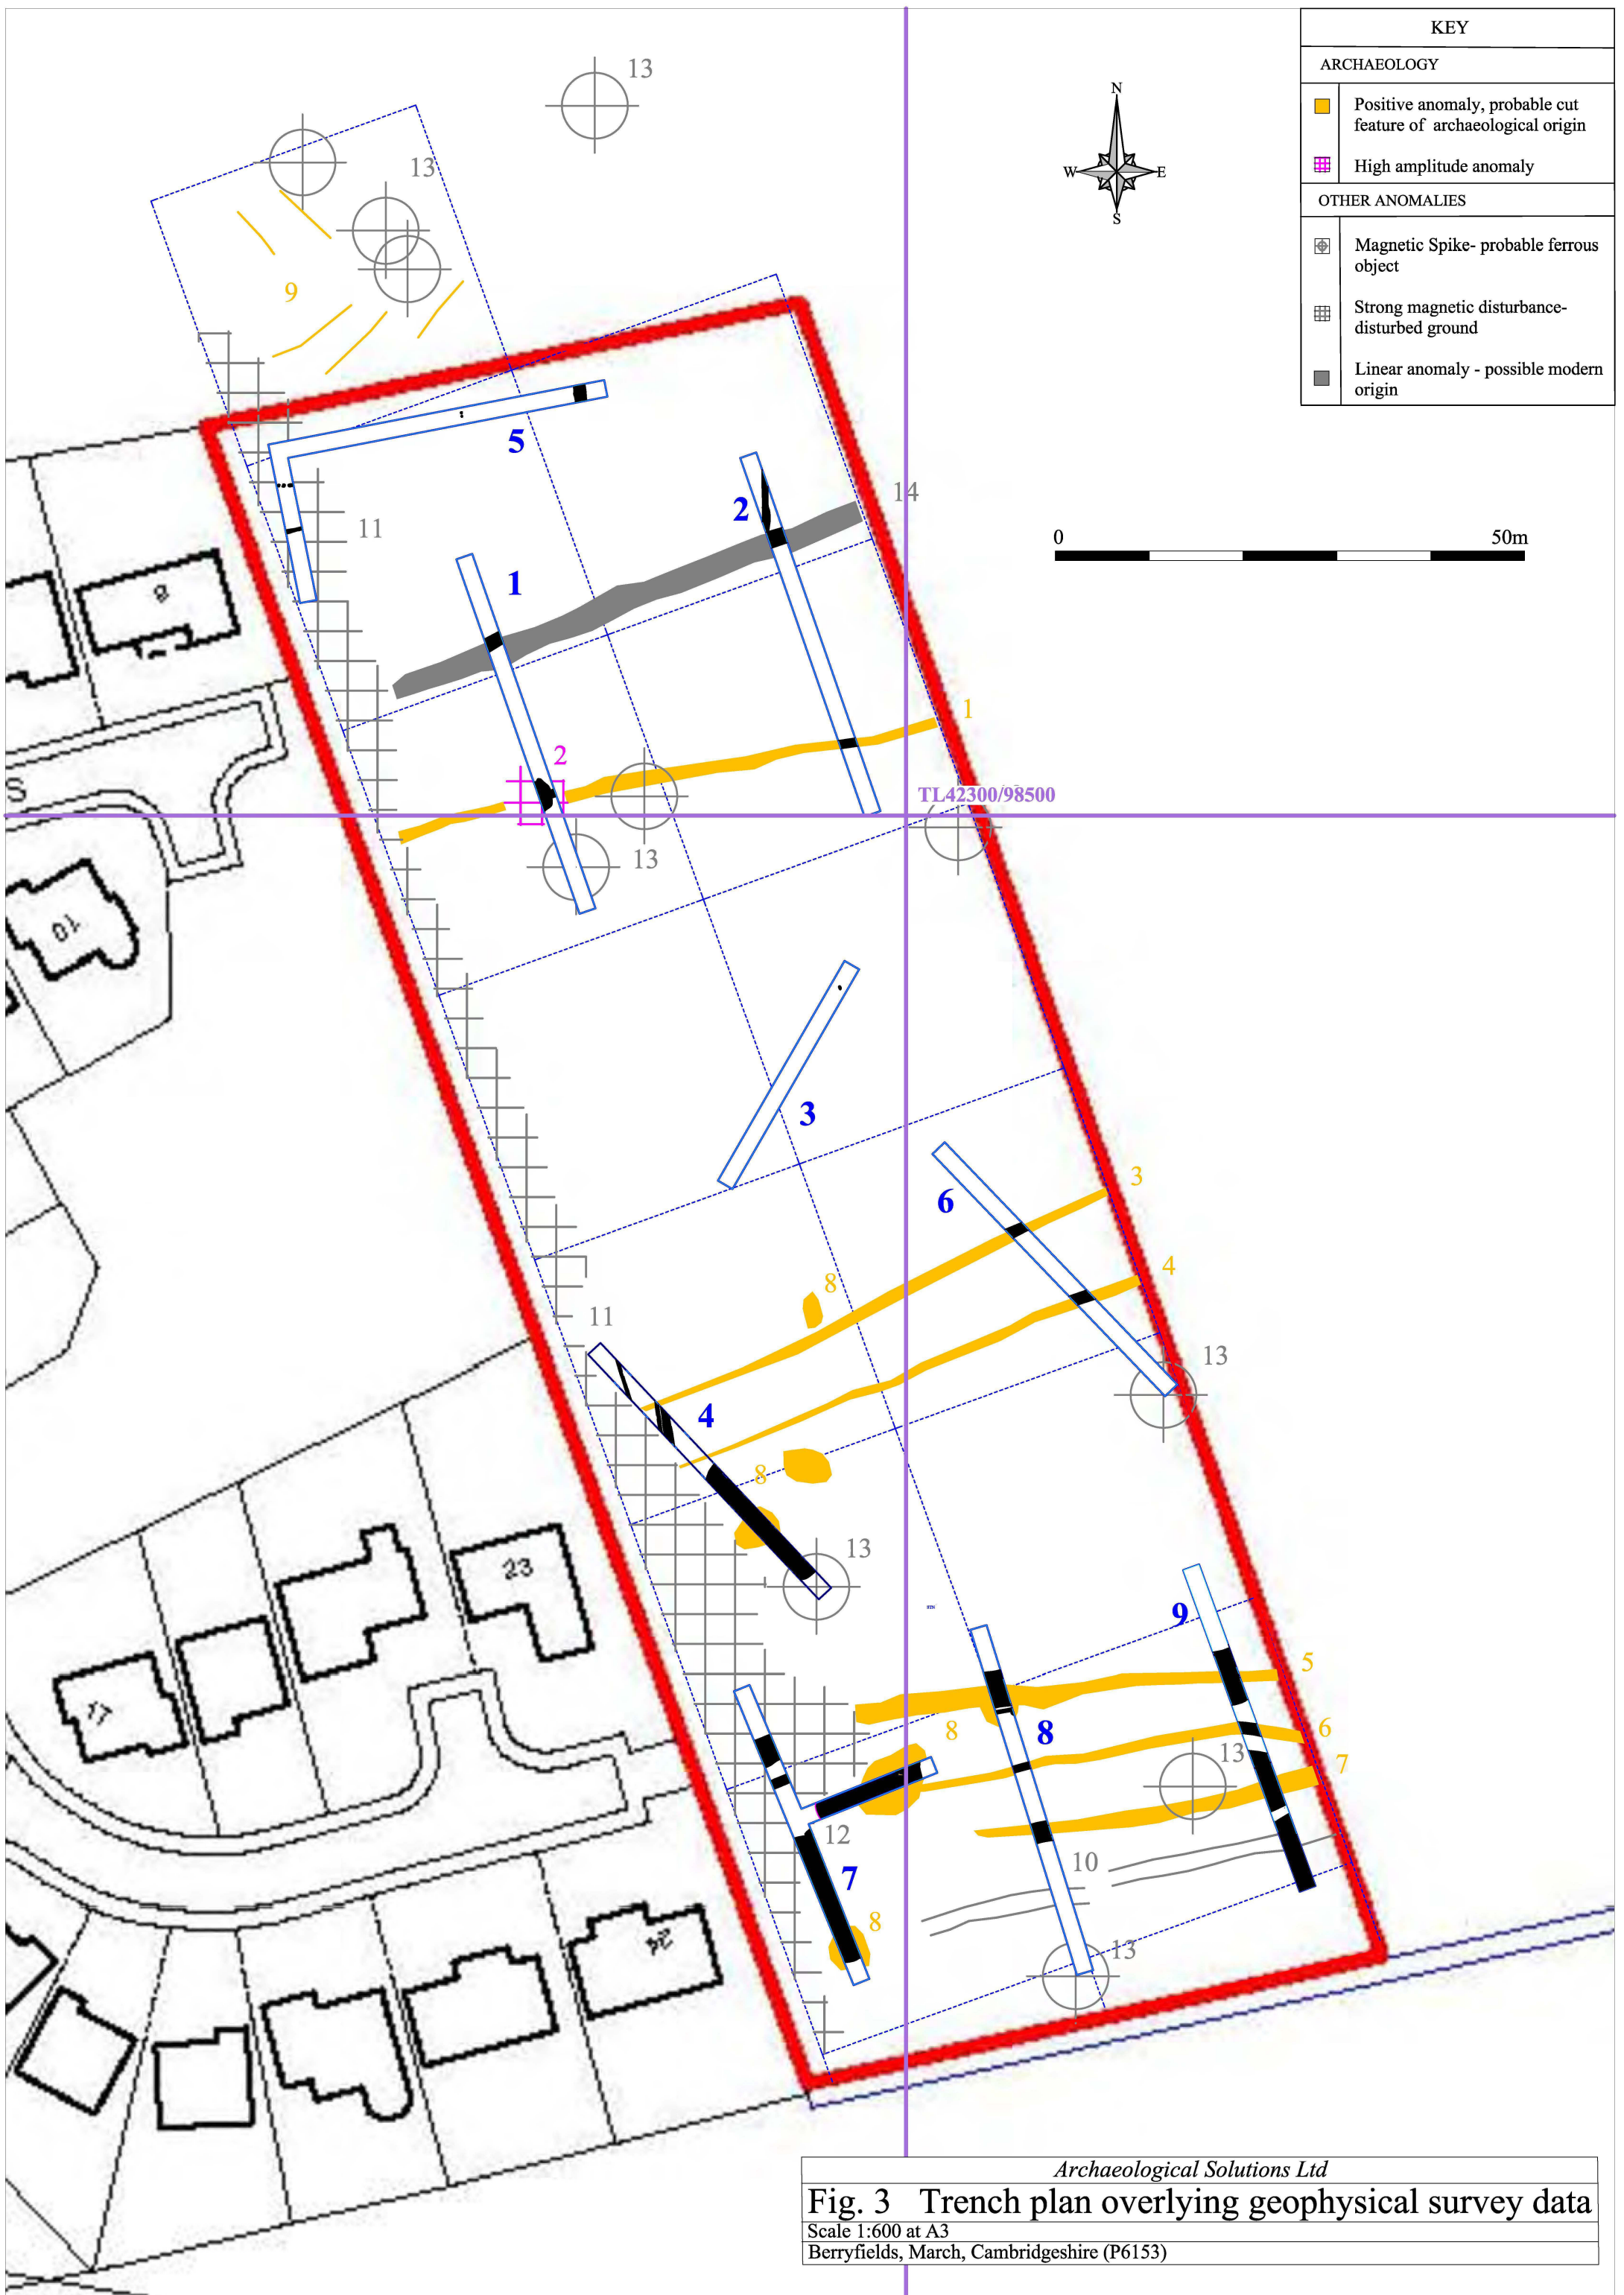 KEY
ARCHAEOLOGY
Positive anomaly, probable cut
feature of archaeological origin
High amplitude anomaly
OTHER ANOMALIES
Magnetic Spike- probable ferrous
object
Strong magnetic disturbance-
disturbed ground
Linear anomaly - possible modern
origin
N
W
E
S
0
50m
13
13
9
5
14
2
11
1
8
1
2
TL42300/98500
13
S
10
3
3
6
4
8
11
13
4
8
13
23
9
17
5
8
8
6
13
7
12
10
7
8
13
24
Archaeological Solutions Ltd
Fig. 3 Trench plan overlying geophysical survey data
Scale 1:600 at A3
Berryfields, March, Cambridgeshire (P6153)